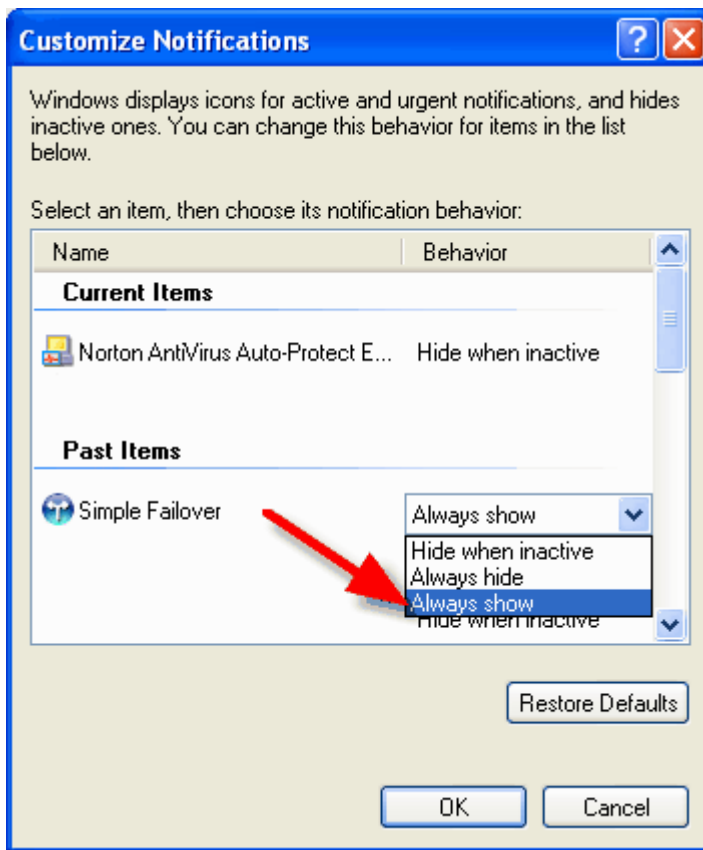 Customize Notifications
Windows displays icons for active and urgent notifications, and hides
inactive ones. You can change this behavior for items in the list
below.
Select an item, then choose its notification behavior:
Name Behavior
Current Items
Norton AntiVirus Auto-Protect E... Hide when inactive
Past Items
Simple Failover Always show
Hide when inactive
Always hide
Always show
Hide when inactive
Restore Defaults
OK Cancel